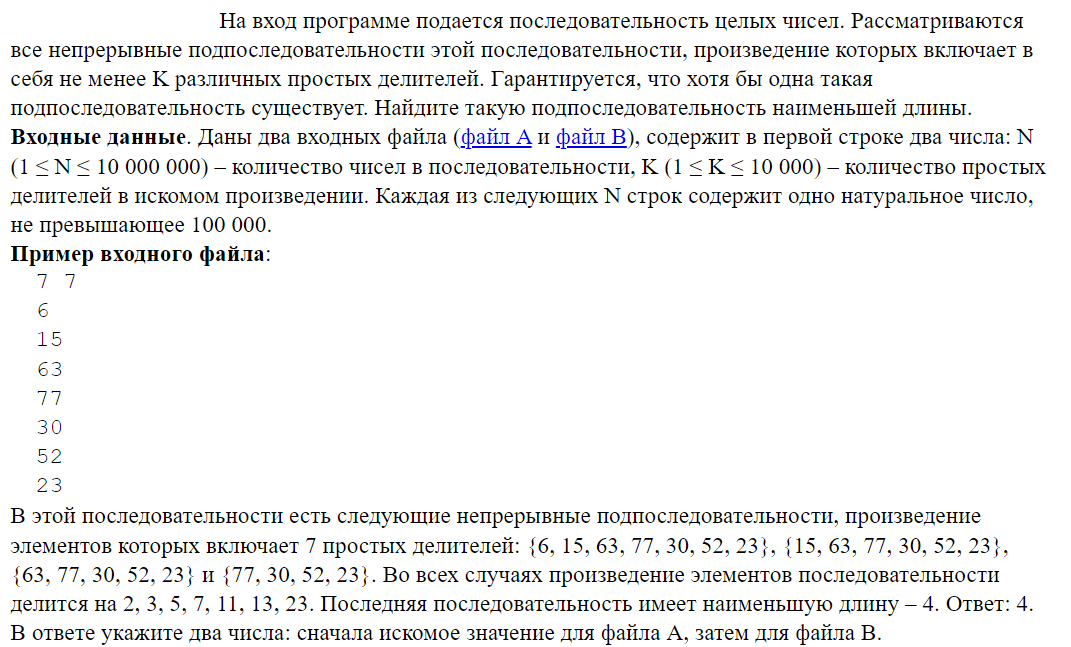 На вход программе подается последовательность целых чисел. Рассматриваются
все непрерывные подпоследовательности этой последовательности, произведение которых включает в
себя не менее K различных простых делителей. Гарантируется, что хотя бы одна такая
подпоследовательность существует. Найдите такую подпоследовательность наименьшей длины.
Входные данные. Даны два входных файла (файл A и файл B), содержит в первой строке два числа: N
(1 ≤ N ≤ 10 000 000) – количество чисел в последовательности, K (1 ≤ K ≤ 10 000) – количество простых
делителей в искомом произведении. Каждая из следующих N строк содержит одно натуральное число,
не превышающее 100 000.
Пример входного файла:
7 7
6
15
63
77
30
52
23
В этой последовательности есть следующие непрерывные подпоследовательности, произведение
элементов которых включает 7 простых делителей: {6, 15, 63, 77, 30, 52, 23}, {15, 63, 77, 30, 52, 23},
{63, 77, 30, 52, 23} и {77, 30, 52, 23}. Во всех случаях произведение элементов последовательности
делится на 2, 3, 5, 7, 11, 13, 23. Последняя последовательность имеет наименьшую длину – 4. Ответ: 4.
В ответе укажите два числа: сначала искомое значение для файла A, затем для файла B.